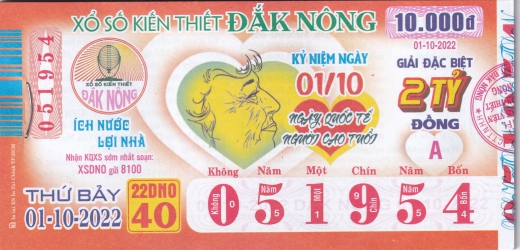 XỔ SỐ KIẾN THIẾT ĐẮK NÔNG
10.000đ
01-10-2022
051954
XỔ SỐ KIẾN THIẾT
ĐẮK NÔNG
ÍCH NƯỚC
LỢI NHÀ
Nhận KQXS sớm nhất soạn:
XSDNO gửi 8100
KỶ NIỆM NGÀY
01/10
NGÀY QUỐC TẾ
NGƯỜI CAO TUỔI
GIẢI ĐẶC BIỆT
2 TỶ
ĐỒNG
A
THỨ BẢY
01-10-2022
22DNO
40
Không Năm Một Chín Năm Bốn
0 5 1 9 5 4